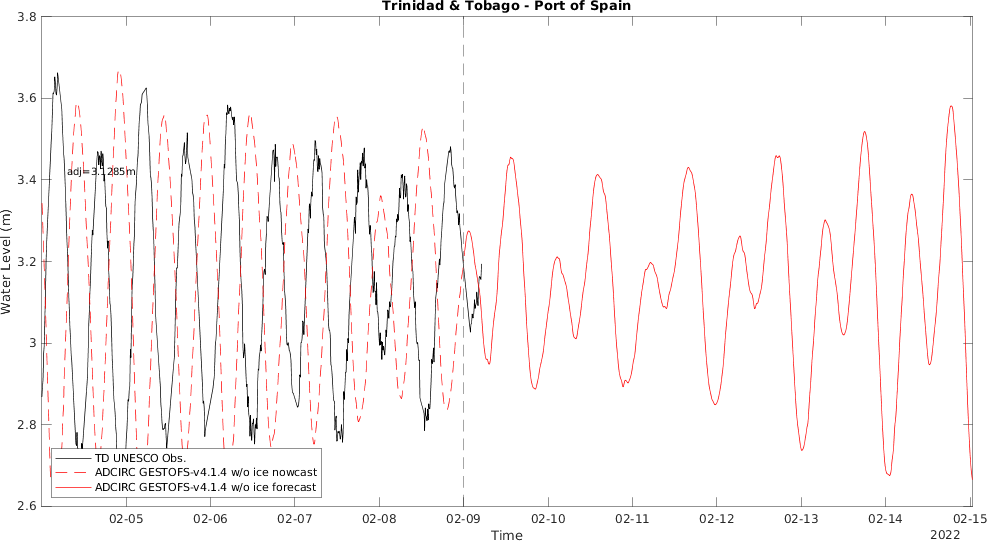 Trinidad & Tobago - Port of Spain
3.8
3.6
3.4
3.2
3
2.8
2.6
Water Level (m)
adj=3.1285m
TD UNESCO Obs.
ADCIRC GESTOFS-v4.1.4 w/o ice nowcast
ADCIRC GESTOFS-v4.1.4 w/o ice forecast
02-05 02-06 02-07 02-08 02-09 02-10 02-11 02-12 02-13 02-14 02-15
Time
2022